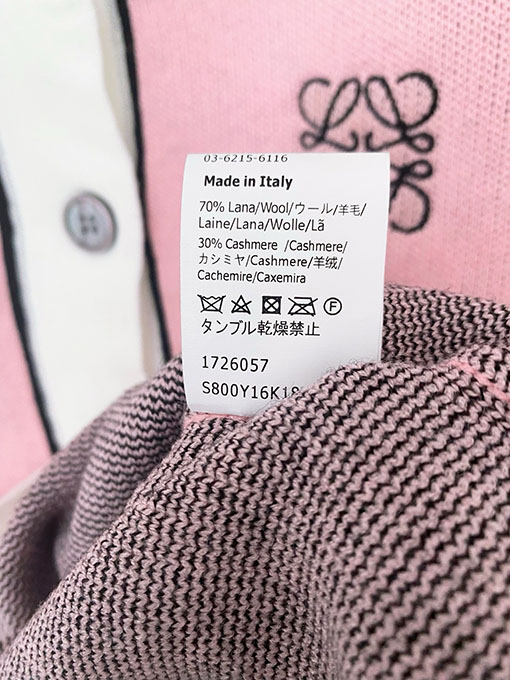 03-6215-6116
Made in Italy
70% Lana/Wool/ウール/羊毛/
Laine/Lana/Wolle/Lã
30% Cashmere /Cashmere/
カシミヤ/Cashmere/羊绒/
Cachemire/Caxemira
F
タンブル乾燥禁止
1726057
S800Y16K18